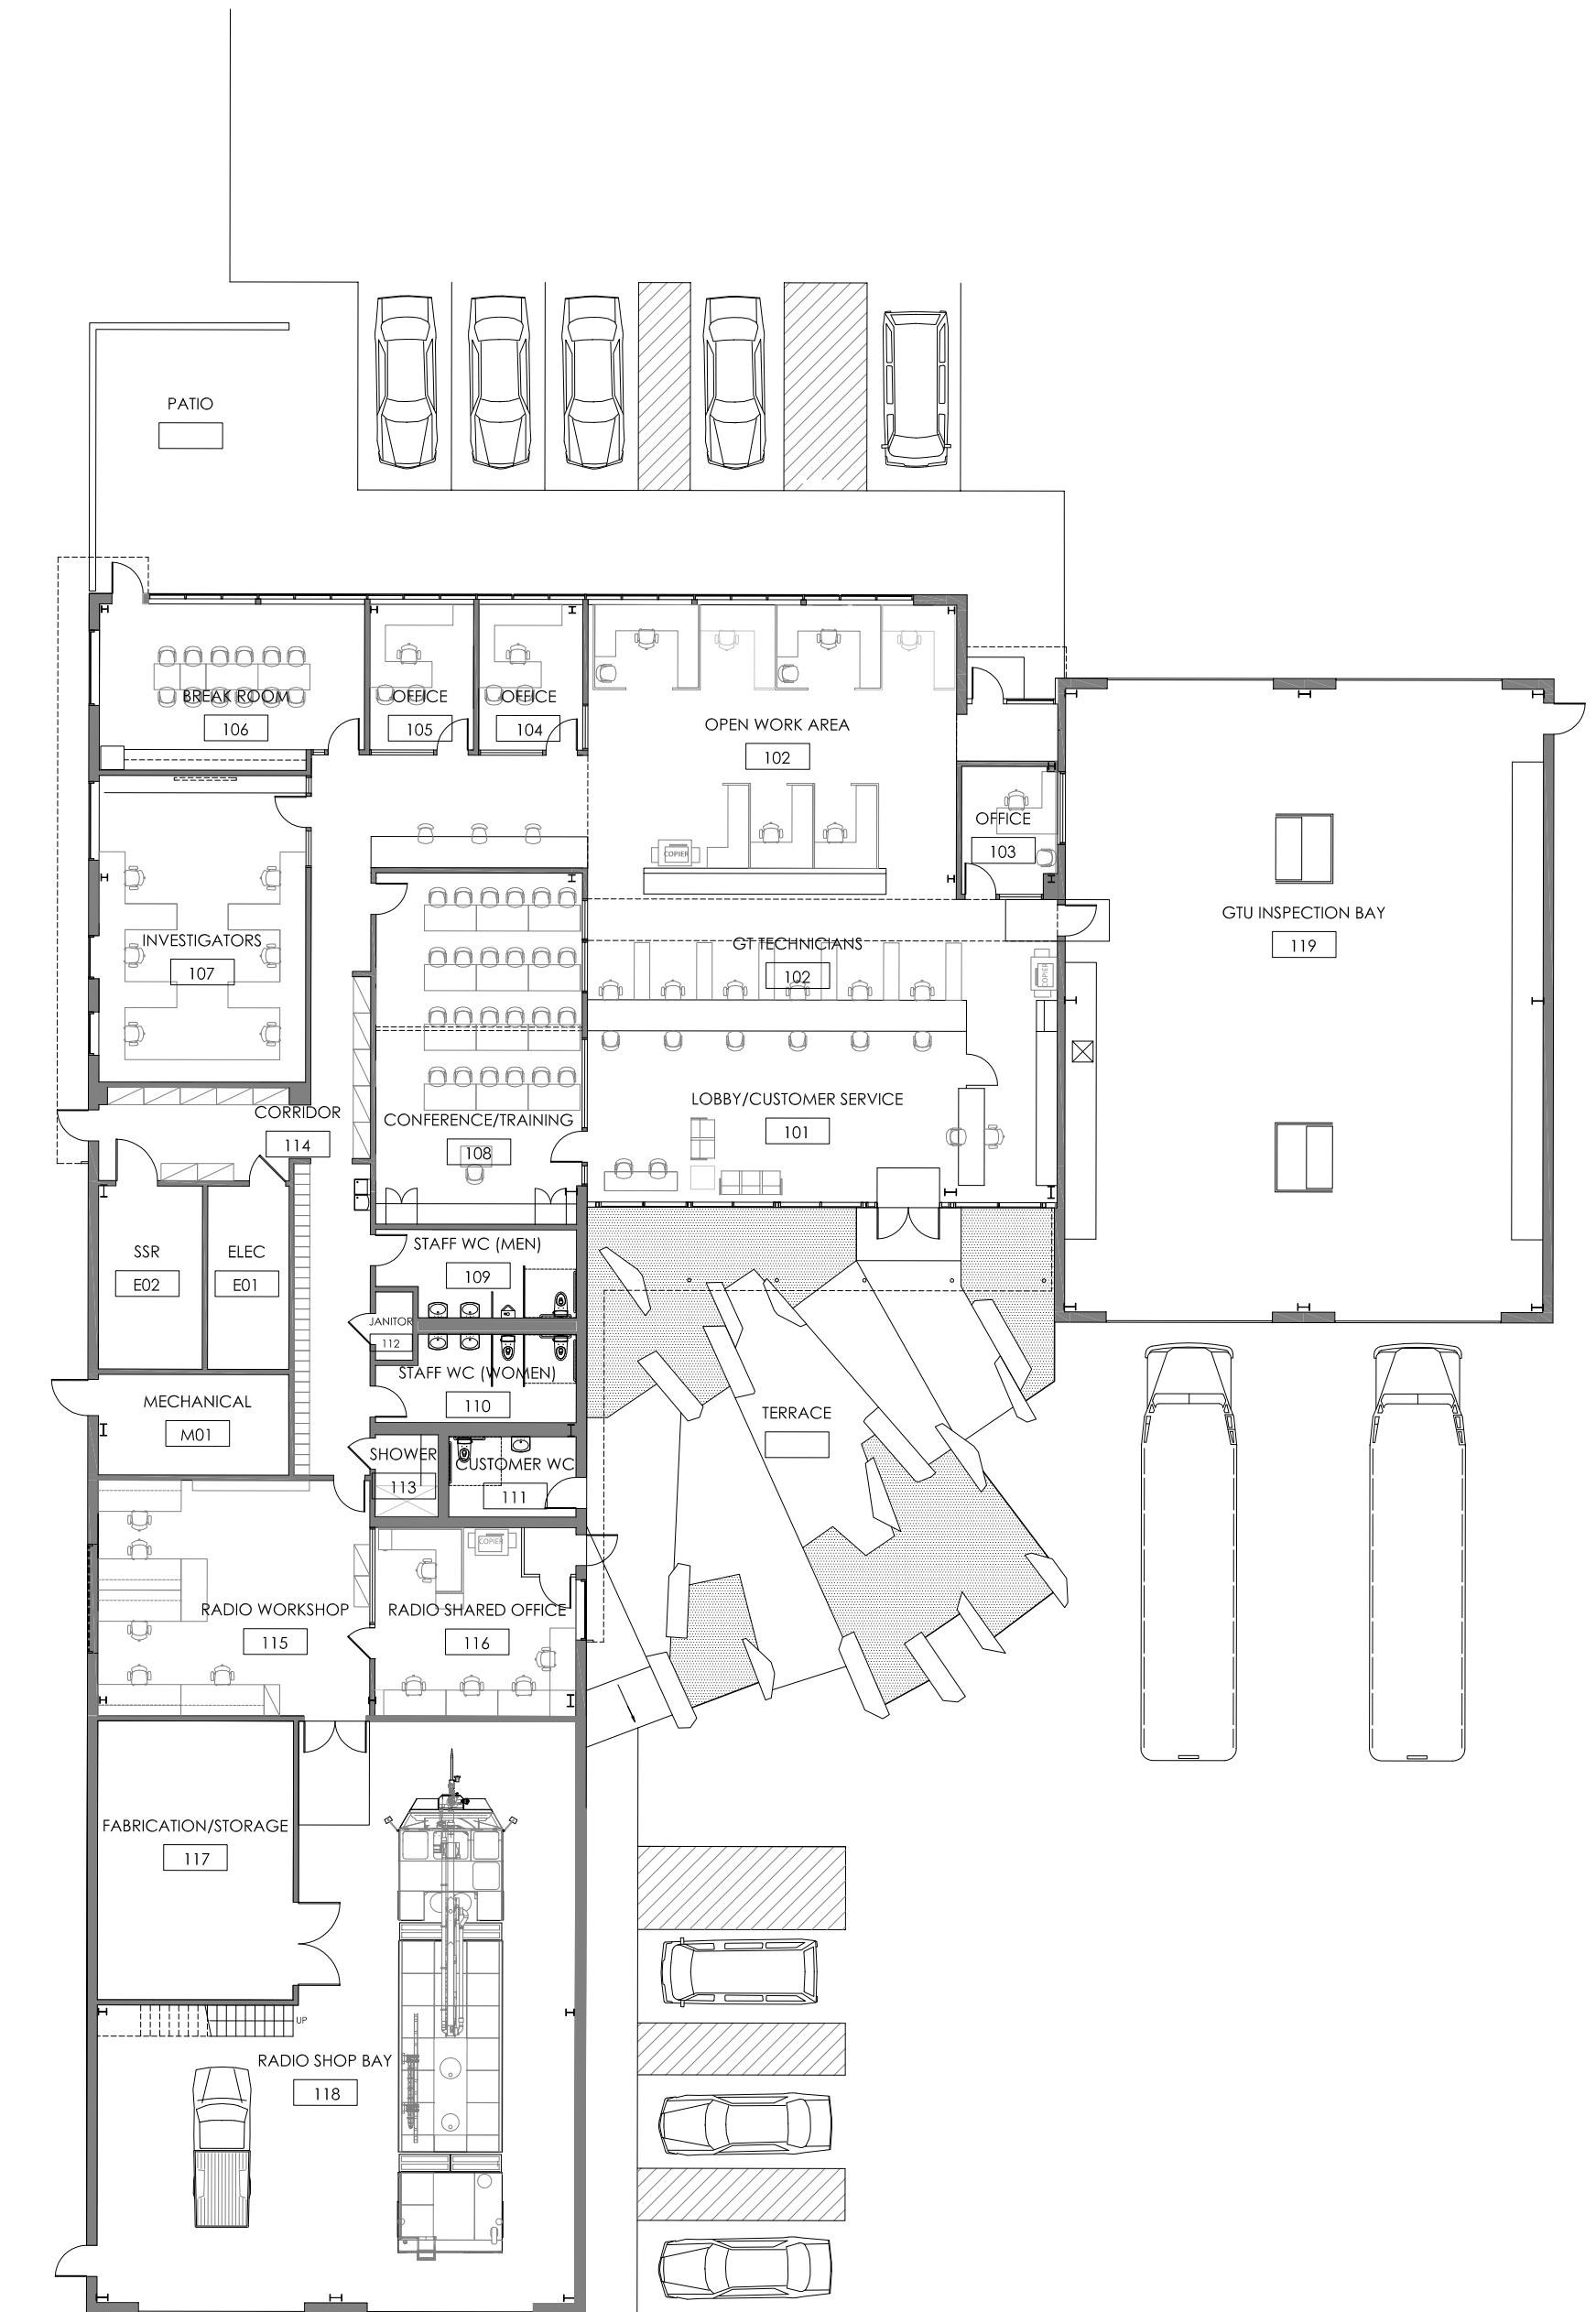 PATIO
BREAK ROOM
106
OFFICE
105
OFFICE
104
OPEN WORK AREA
102
OFFICE
103
COPIER
GTU INSPECTION BAY
119
INVESTIGATORS
107
GT TECHNICIANS
102
COPIER
LOBBY/CUSTOMER SERVICE
101
CORRIDOR
114
CONFERENCE/TRAINING
108
SSR
E02
ELEC
E01
STAFF WC (MEN)
109
JANITOR
112
STAFF WC (WOMEN)
110
MECHANICAL
M01
TERRACE
SHOWER
113
CUSTOMER WC
111
COPIER
RADIO WORKSHOP
115
RADIO SHARED OFFICE
116
FABRICATION/STORAGE
117
UP
RADIO SHOP BAY
118